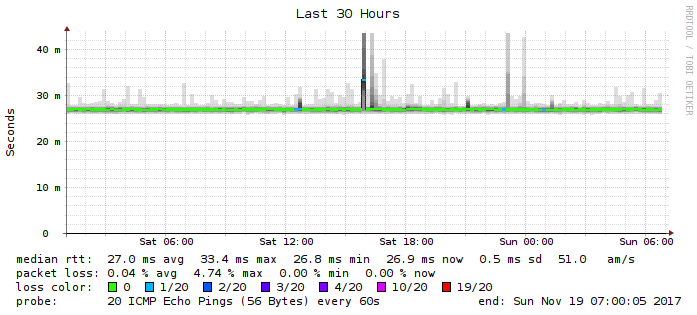 Last 30 Hours
RRDTOOL / TOBI OETIKER
Seconds
40 m
30 m
20 m
10 m
0
Sat 06:00 Sat 12:00 Sat 18:00 Sun 00:00 Sun 06:00
median rtt: 27.0 ms avg 33.4 ms max 26.8 ms min 26.9 ms now 0.5 ms sd 51.0 am/s
packet loss: 0.04 % avg 4.74 % max 0.00 % min 0.00 % now
loss color: 0 1/20 2/20 3/20 4/20 10/20 19/20
probe: 20 ICMP Echo Pings (56 Bytes) every 60s end: Sun Nov 19 07:00:05 2017